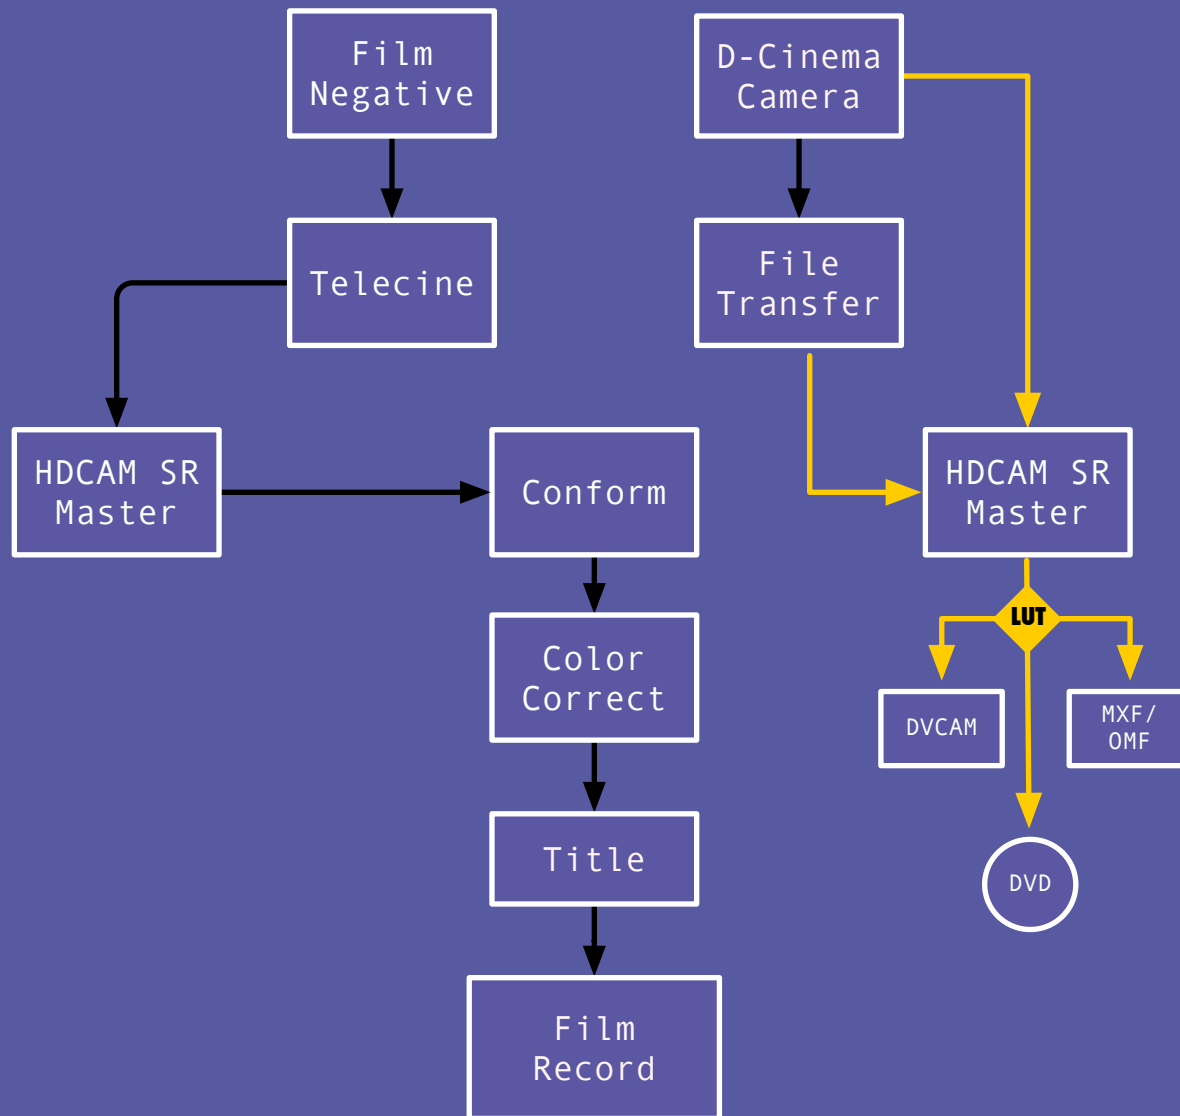 Film
Negative
D-Cinema
Camera
Telecine
File
Transfer
HDCAM SR
Master
Conform
HDCAM SR
Master
LUT
Color
Correct
DVCAM
MXF/
OMF
Title
DVD
Film
Record